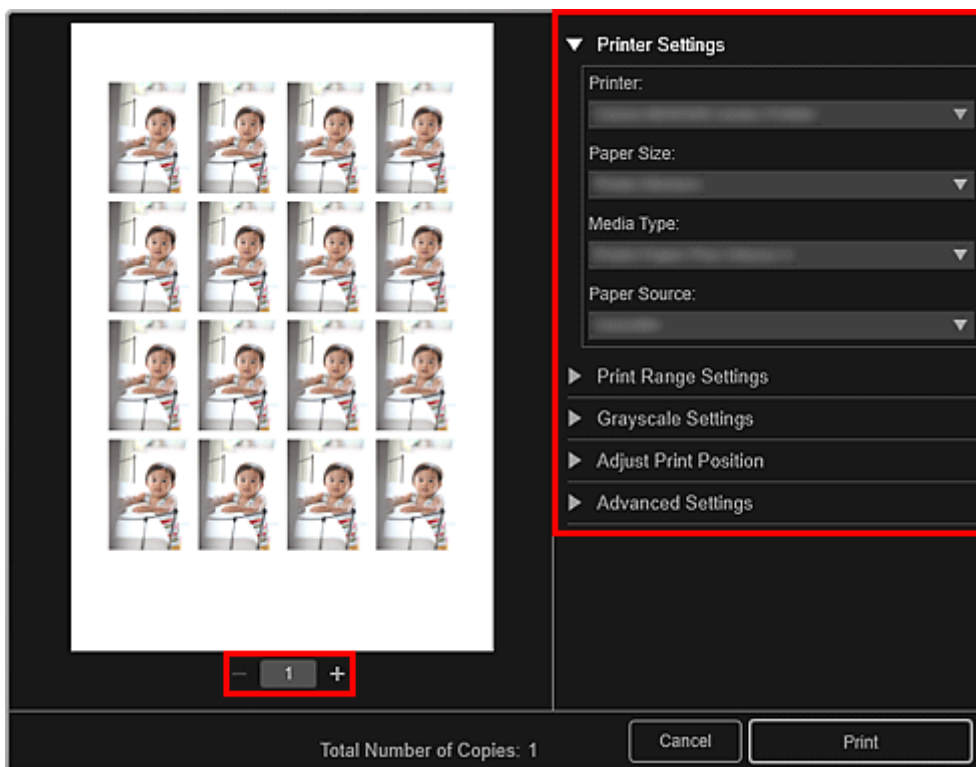 Printer Settings
Printer:
Paper Size:
Media Type:
Paper Source:
Print Range Settings
Grayscale Settings
Adjust Print Position
Advanced Settings
− 1 +
Total Number of Copies: 1
Cancel
Print